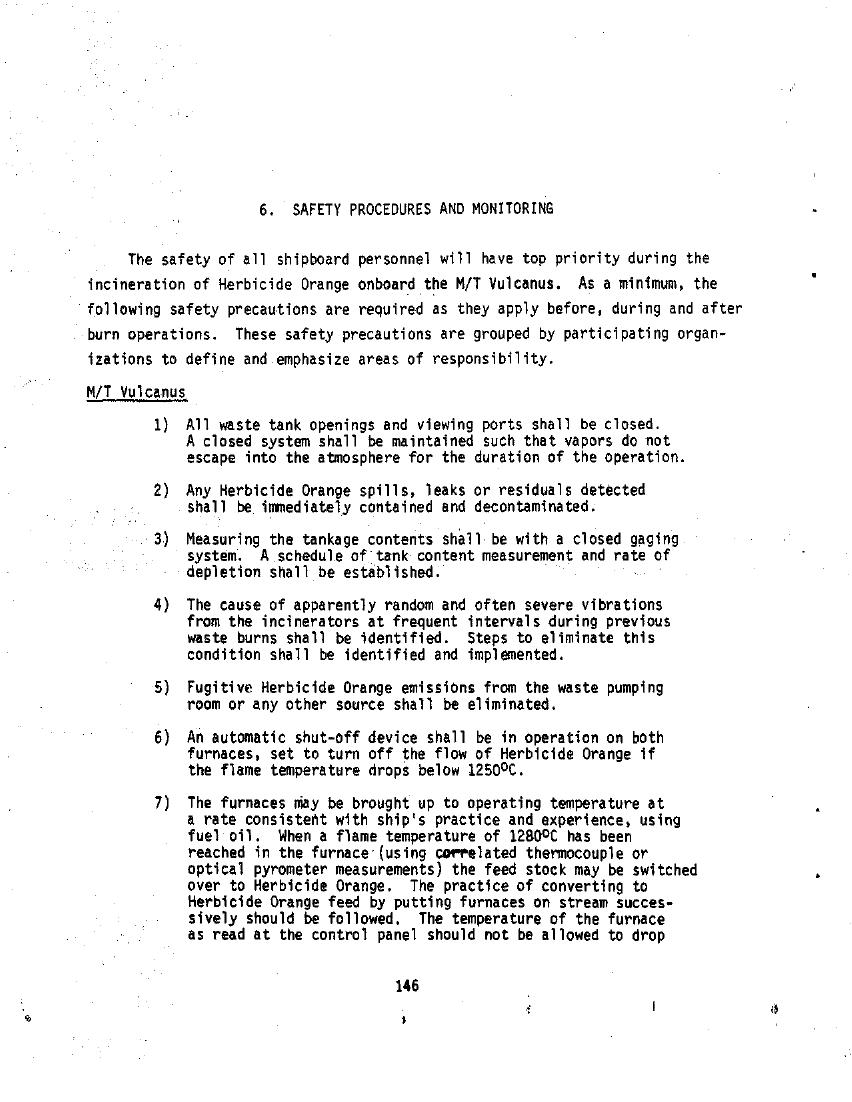 6. SAFETY PROCEDURES AND MONITORING
The safety of all shipboard personnel will have top priority during the
incineration of Herbicide Orange onboard the M/T Vulcanus. As a minimum, the
following safety precautions are required as they apply before, during and after
burn operations. These safety precautions are grouped by participating organ-
izations to define and emphasize areas of responsibility.
M/T Vulcanus
1) All waste tank openings and viewing ports shall be closed.
A closed system shall be maintained such that vapors do not
escape into the atmosphere for the duration of the operation.
2) Any Herbicide Orange spills, leaks or residuals detected
shall be immediately contained and decontaminated.
3) Measuring the tankage contents shall be with a closed gaging
system. A schedule of tank content measurement and rate of
depletion shall be established.
4) The cause of apparently random and often severe vibrations
from the incinerators at frequent intervals during previous
waste burns shall be identified. Steps to eliminate this
condition shall be identified and implemented.
5) Fugitive Herbicide Orange emissions from the waste pumping
room or any other source shall be eliminated.
6) An automatic shut-off device shall be in operation on both
furnaces, set to turn off the flow of Herbicide Orange if
the flame temperature drops below 1250ºC.
7) The furnaces may be brought up to operating temperature at
a rate consistent with ship's practice and experience, using
fuel oil. When a flame temperature of 1280ºC has been
reached in the furnace (using correlated thermocouple or
optical pyrometer measurements) the feed stock may be switched
over to Herbicide Orange. The practice of converting to
Herbicide Orange feed by putting furnaces on stream succes-
sively should be followed. The temperature of the furnace
as read at the control panel should not be allowed to drop
146